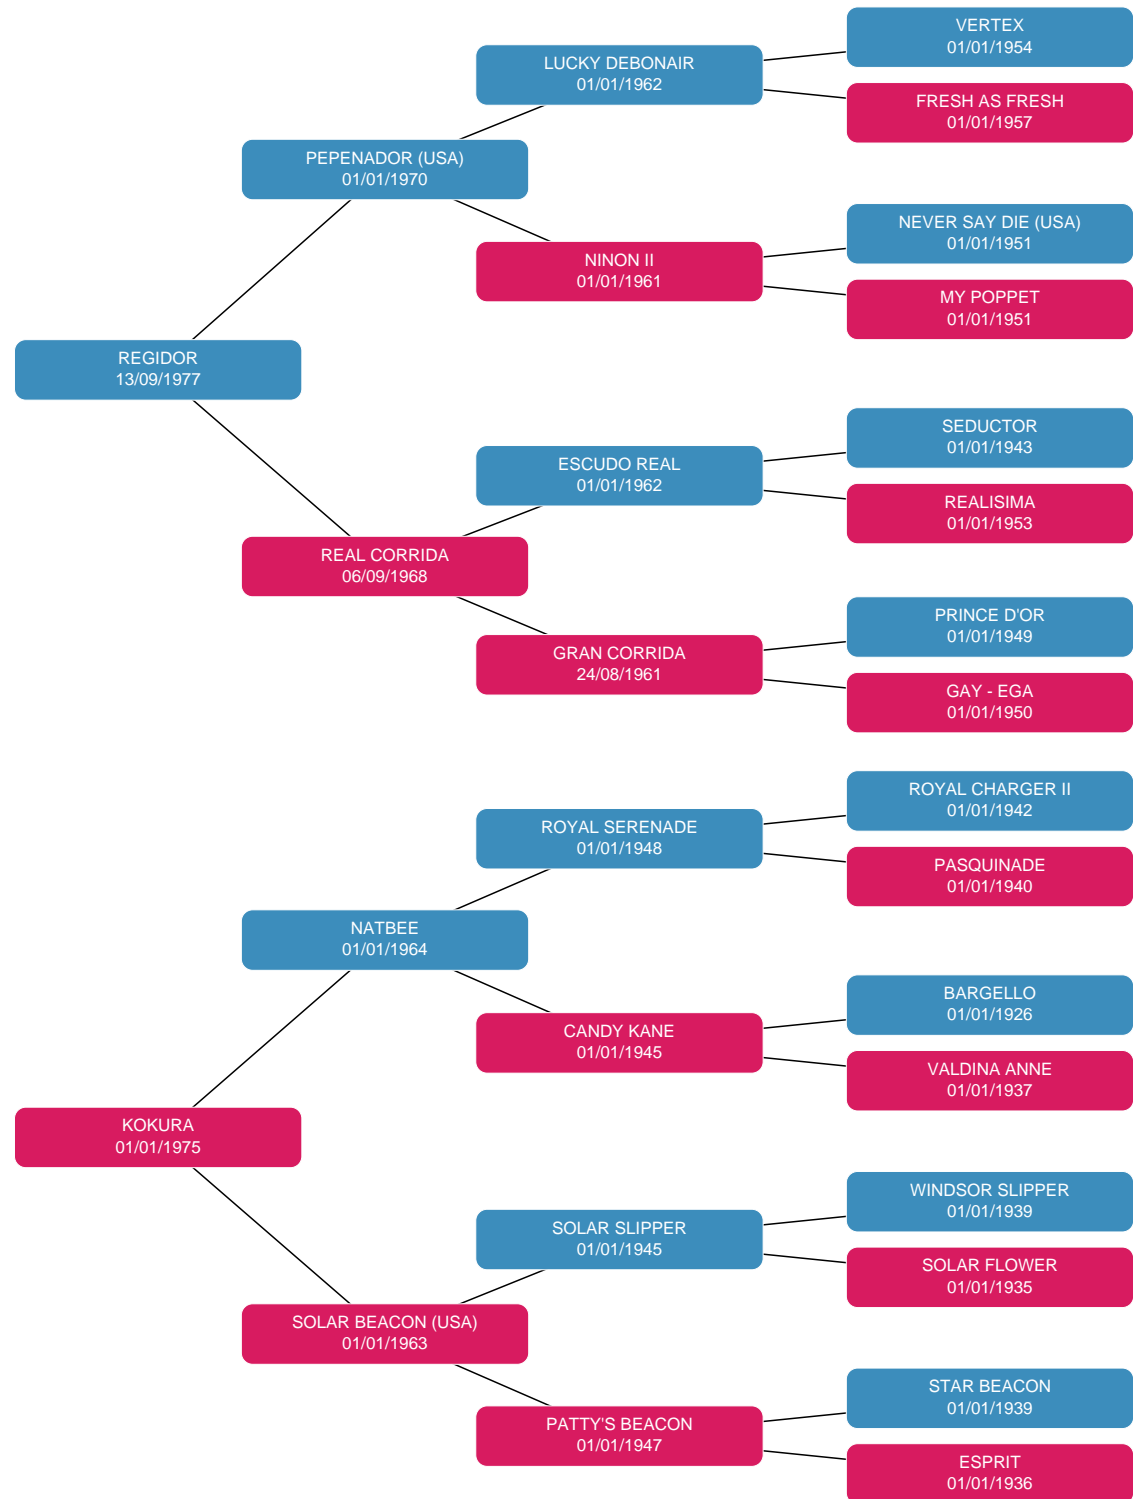 VERTEX
01/01/1954
LUCKY DEBONAIR
01/01/1962
FRESH AS FRESH
01/01/1957
PEPENADOR (USA)
01/01/1970
NEVER SAY DIE (USA)
01/01/1951
NINON II
01/01/1961
MY POPPET
01/01/1951
REGIDOR
13/09/1977
SEDUCTOR
01/01/1943
ESCUDO REAL
01/01/1962
REALISIMA
01/01/1953
REAL CORRIDA
06/09/1968
PRINCE D'OR
01/01/1949
GRAN CORRIDA
24/08/1961
GAY - EGA
01/01/1950
ROYAL CHARGER II
01/01/1942
ROYAL SERENADE
01/01/1948
PASQUINADE
01/01/1940
NATBEE
01/01/1964
BARGELLO
01/01/1926
CANDY KANE
01/01/1945
VALDINA ANNE
01/01/1937
KOKURA
01/01/1975
WINDSOR SLIPPER
01/01/1939
SOLAR SLIPPER
01/01/1945
SOLAR FLOWER
01/01/1935
SOLAR BEACON (USA)
01/01/1963
STAR BEACON
01/01/1939
PATTY'S BEACON
01/01/1947
ESPRIT
01/01/1936